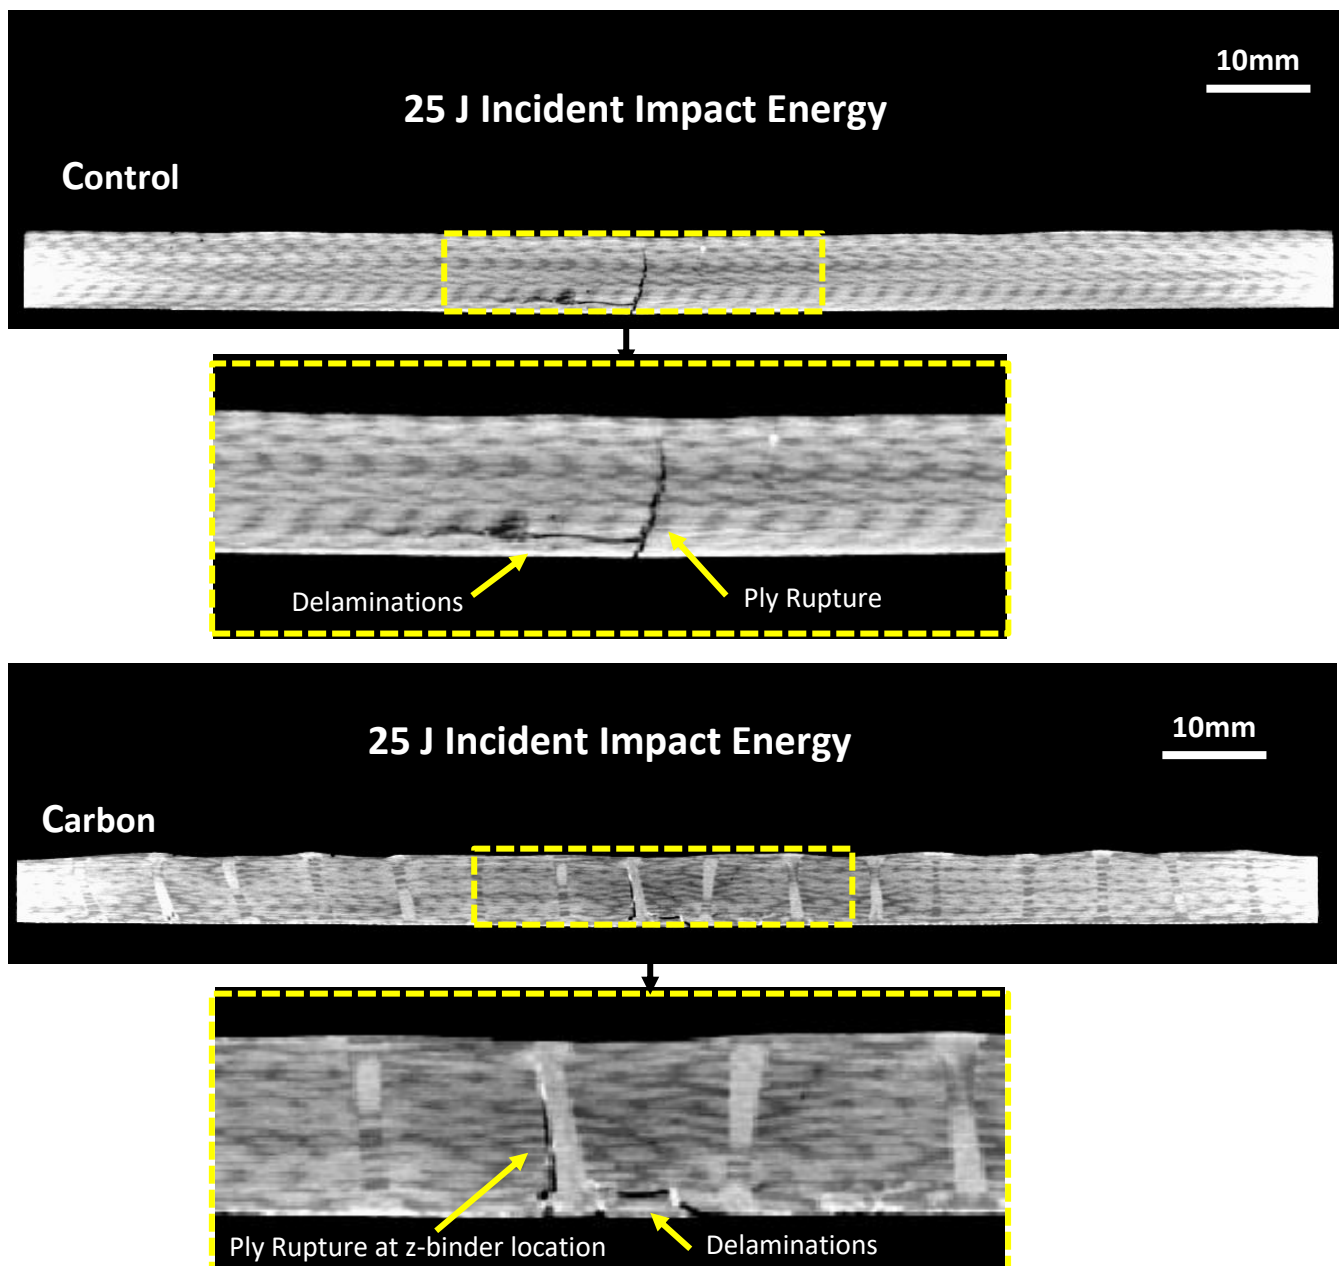 10mm
25 J Incident Impact Energy
Control
Delaminations
Ply Rupture
25 J Incident Impact Energy
10mm
Carbon
Ply Rupture at z-binder location
Delaminations